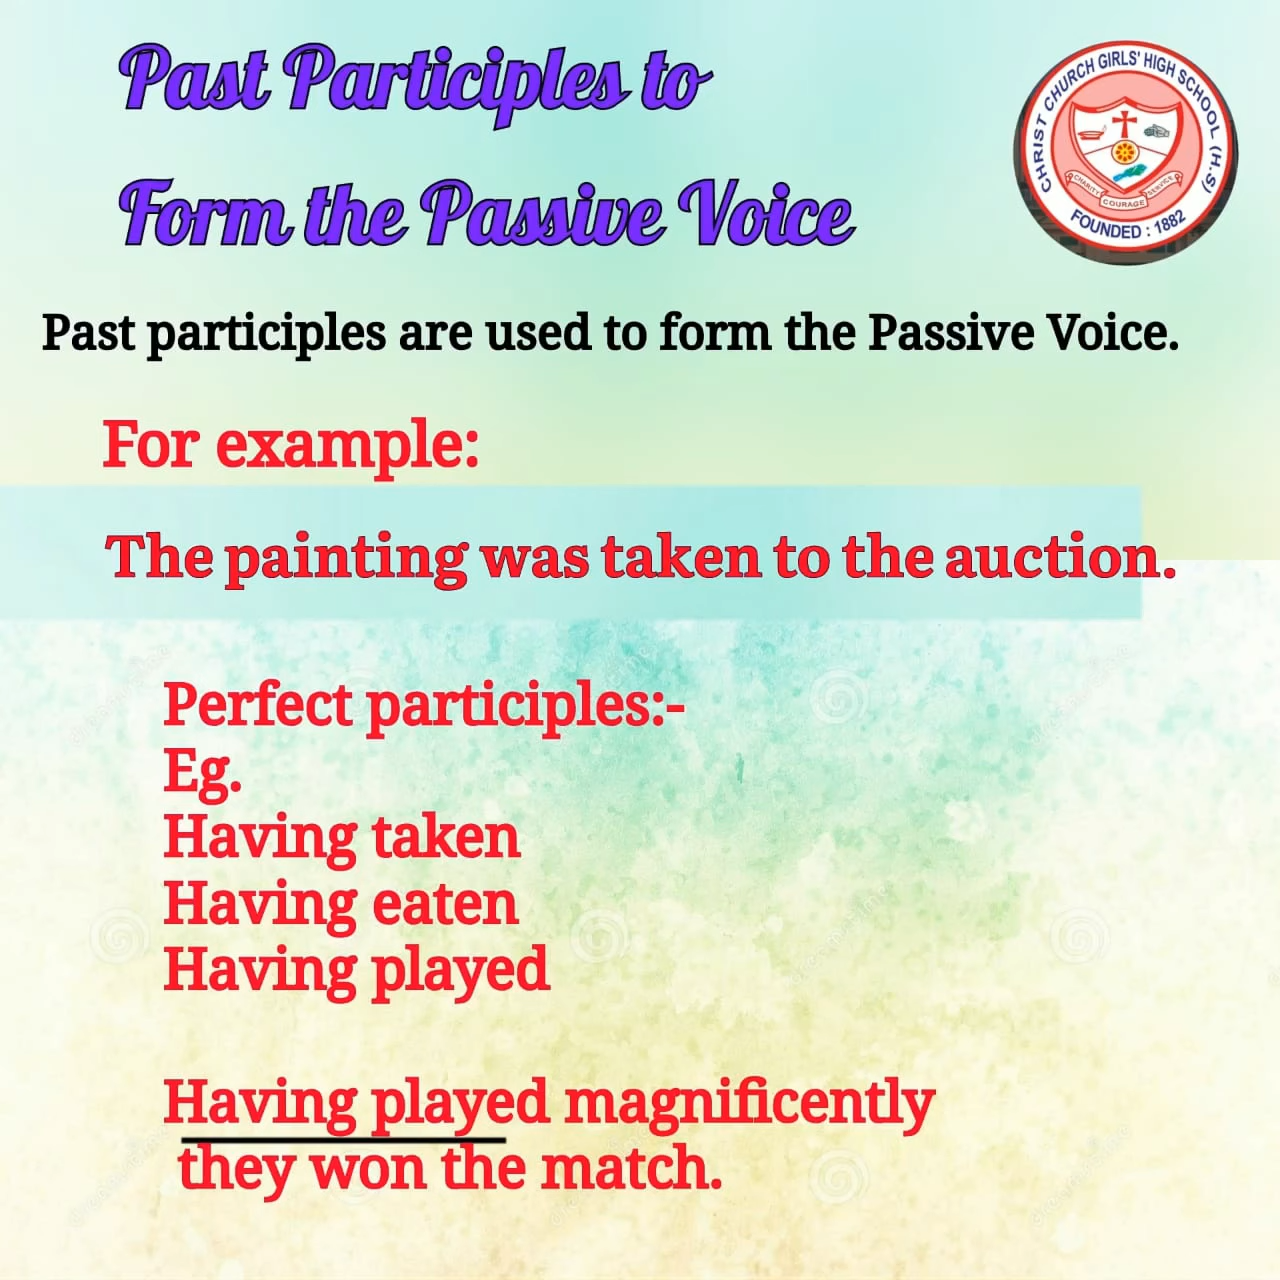 Past Participles to
Form the Passive Voice
CHRIST CHURCH GIRLS' HIGH SCHOOL (H.S)
CHARITY
COURAGE
SERVICE
FOUNDED : 1882
Past participles are used to form the Passive Voice.
For example:
The painting was taken to the auction.
Perfect participles:-
Eg.
Having taken
Having eaten
Having played
Having played magnificently
they won the match.